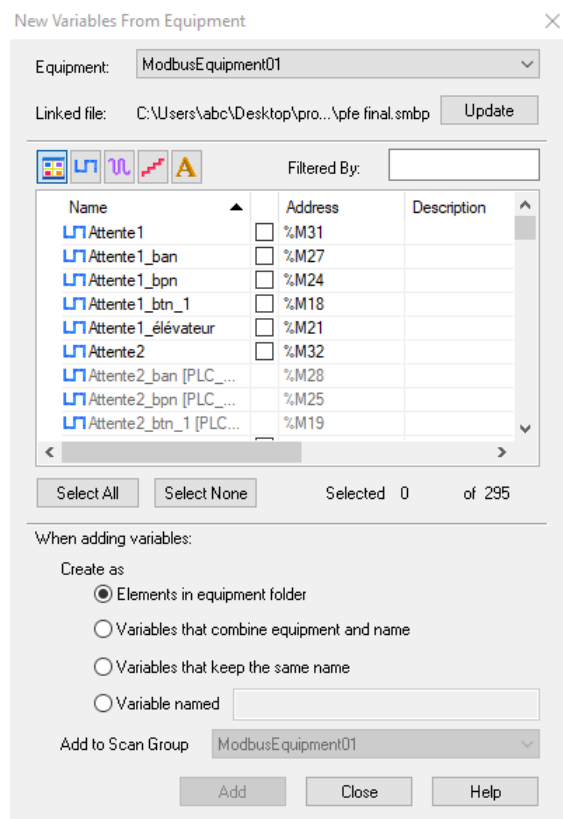 New Variables From Equipment
Equipment: ModbusEquipment01
Linked file: C:\Users\abc\Desktop\pro...\pfe final.smbp Update
A Filtered By:
Name Address Description
Attente1 %M31
Attente1_ban %M27
Attente1_bpn %M24
Attente1_btn_1 %M18
Attente1_élévateur %M21
Attente2 %M32
Attente2_ban [PLC_... %M28
Attente2_bpn [PLC_... %M25
Attente2_btn_1 [PLC... %M19
Select All Select None Selected 0 of 295
When adding variables:
Create as
Elements in equipment folder
Variables that combine equipment and name
Variables that keep the same name
Variable named
Add to Scan Group ModbusEquipment01
Add Close Help